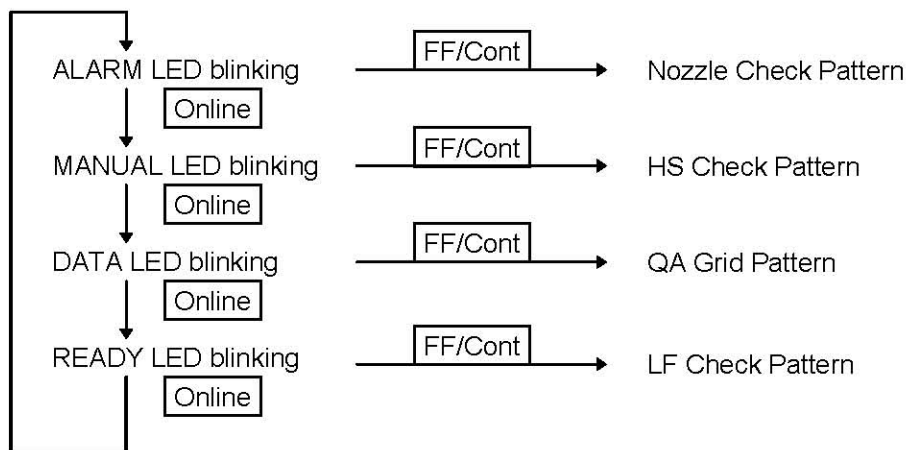 ALARM LED blinking FF/Cont Nozzle Check Pattern
Online
MANUAL LED blinking FF/Cont HS Check Pattern
Online
DATA LED blinking FF/Cont QA Grid Pattern
Online
READY LED blinking FF/Cont LF Check Pattern
Online